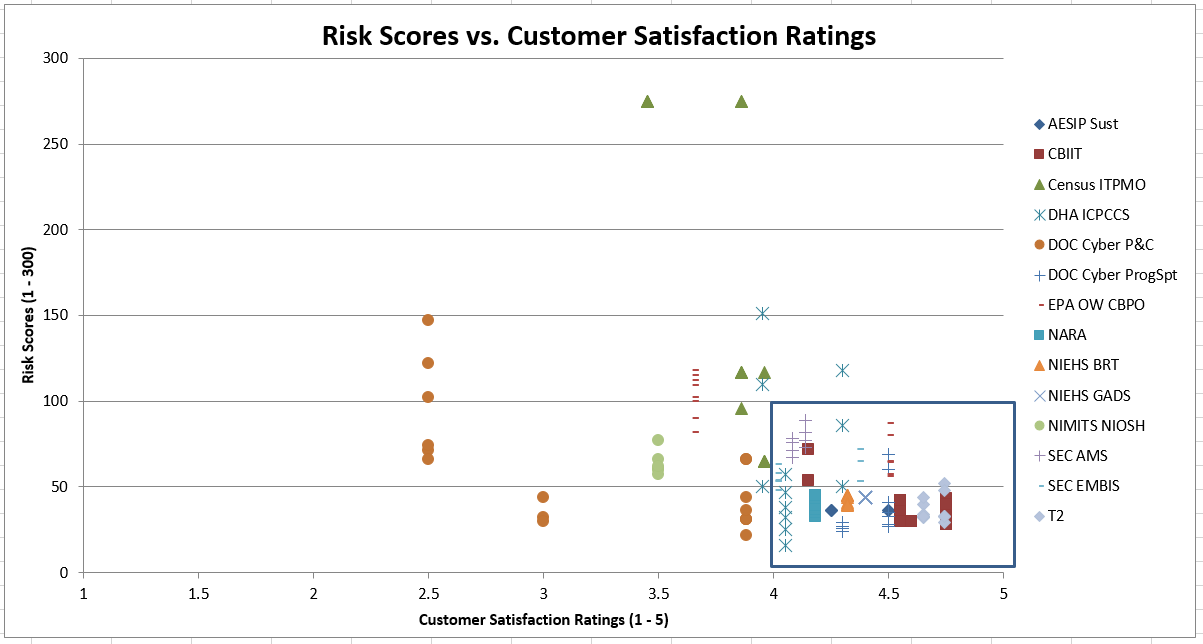 Risk Scores vs. Customer Satisfaction Ratings
300
250
200
150
100
50
0
Risk Scores (1 - 300)
1
1.5
2
2.5
3
3.5
4
4.5
5
Customer Satisfaction Ratings (1 - 5)
AESIP Sust
CBIIT
Census ITPMO
DHA ICPCCS
DOC Cyber P&C
DOC Cyber ProgSpt
EPA OW CBPO
NARA
NIEHS BRT
NIEHS GADS
NIMITS NIOSH
SEC AMS
SEC EMBIS
T2